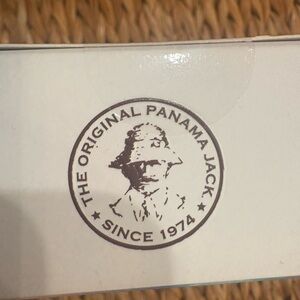 THE ORIGINAL PANAMA JACK
★ SINCE 1974 ★